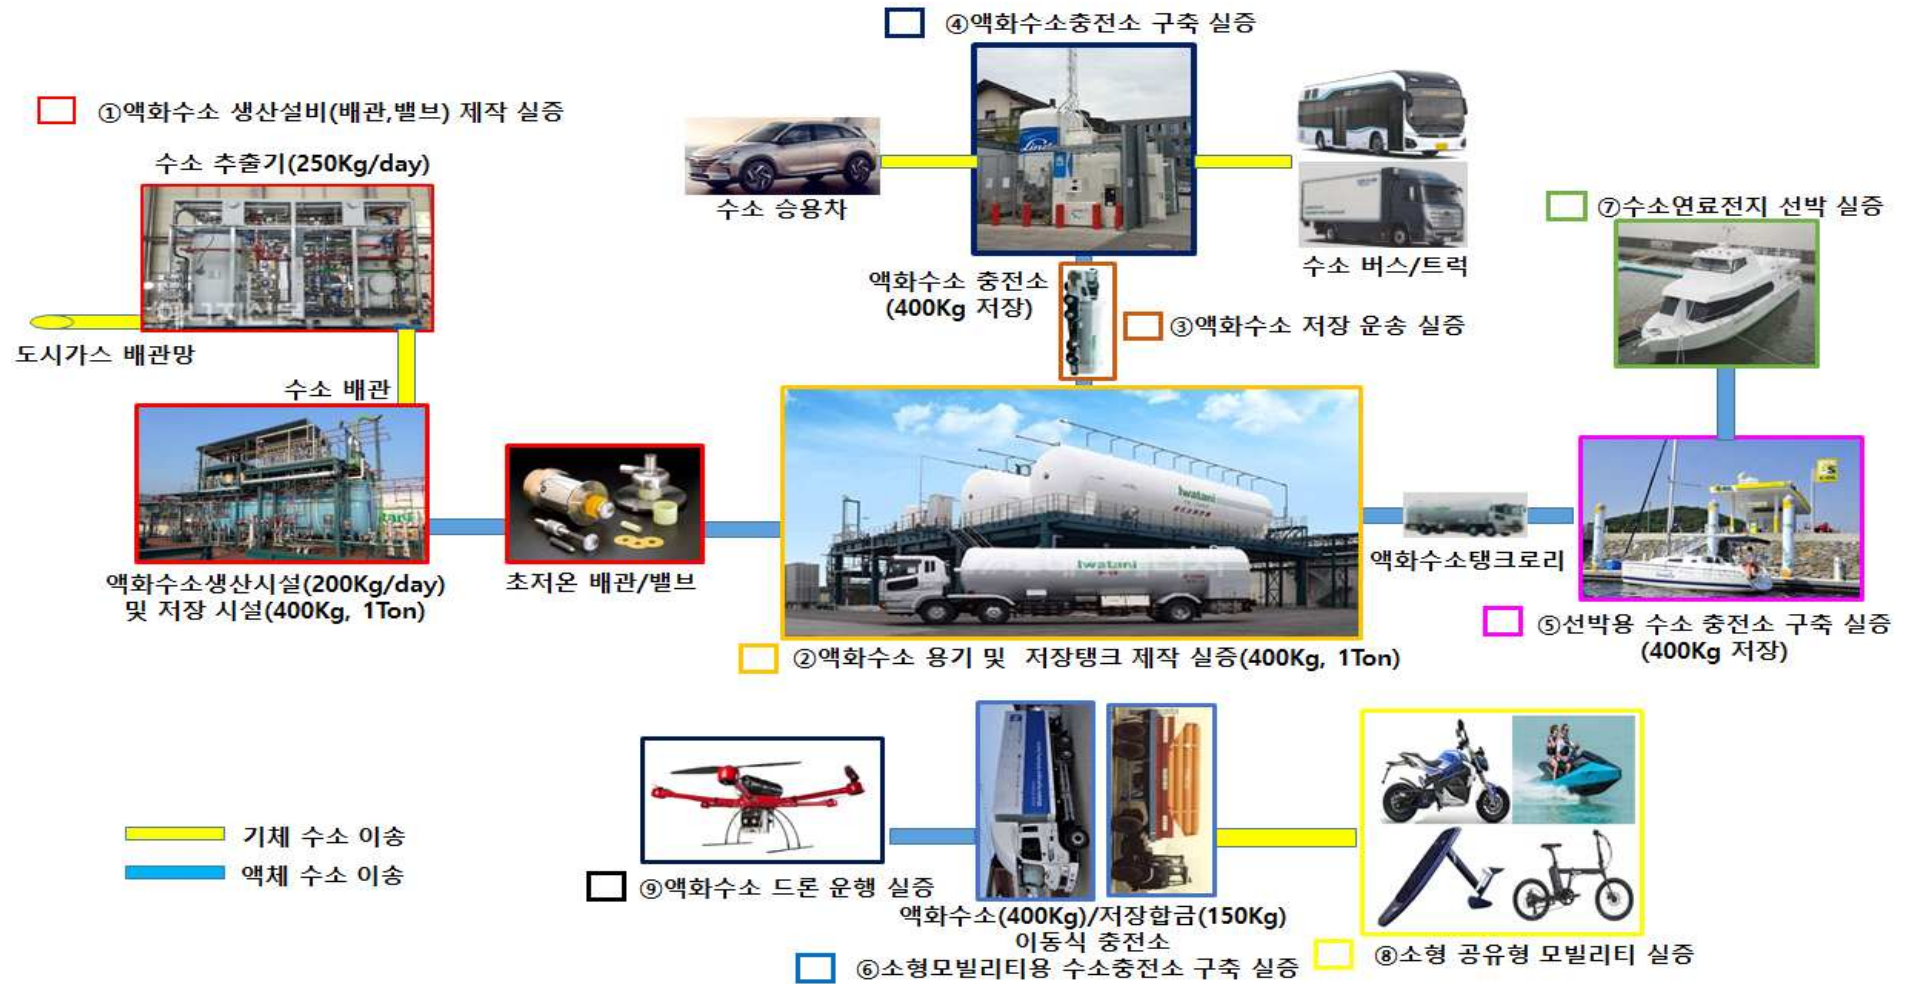 ④액화수소충전소 구축 실증
①액화수소 생산설비(배관,밸브) 제작 실증
수소 추출기(250Kg/day)
에너지신문
도시가스 배관망
수소 배관
Linde
수소 승용차
수소 버스/트럭
⑦수소연료전지 선박 실증
액화수소 충전소
(400Kg 저장)
③액화수소 저장 운송 실증
액화수소생산시설(200Kg/day)
및 저장 시설(400Kg, 1Ton)
초저온 배관/밸브
Iwatani
Iwatani
②액화수소 용기 및 저장탱크 제작 실증(400Kg, 1Ton)
액화수소탱크로리
⑤선박용 수소 충전소 구축 실증
(400Kg 저장)
기체 수소 이송
액체 수소 이송
⑨액화수소 드론 운행 실증
액화수소(400Kg)/저장합금(150Kg)
이동식 충전소
⑥소형모빌리티용 수소충전소 구축 실증
⑧소형 공유형 모빌리티 실증